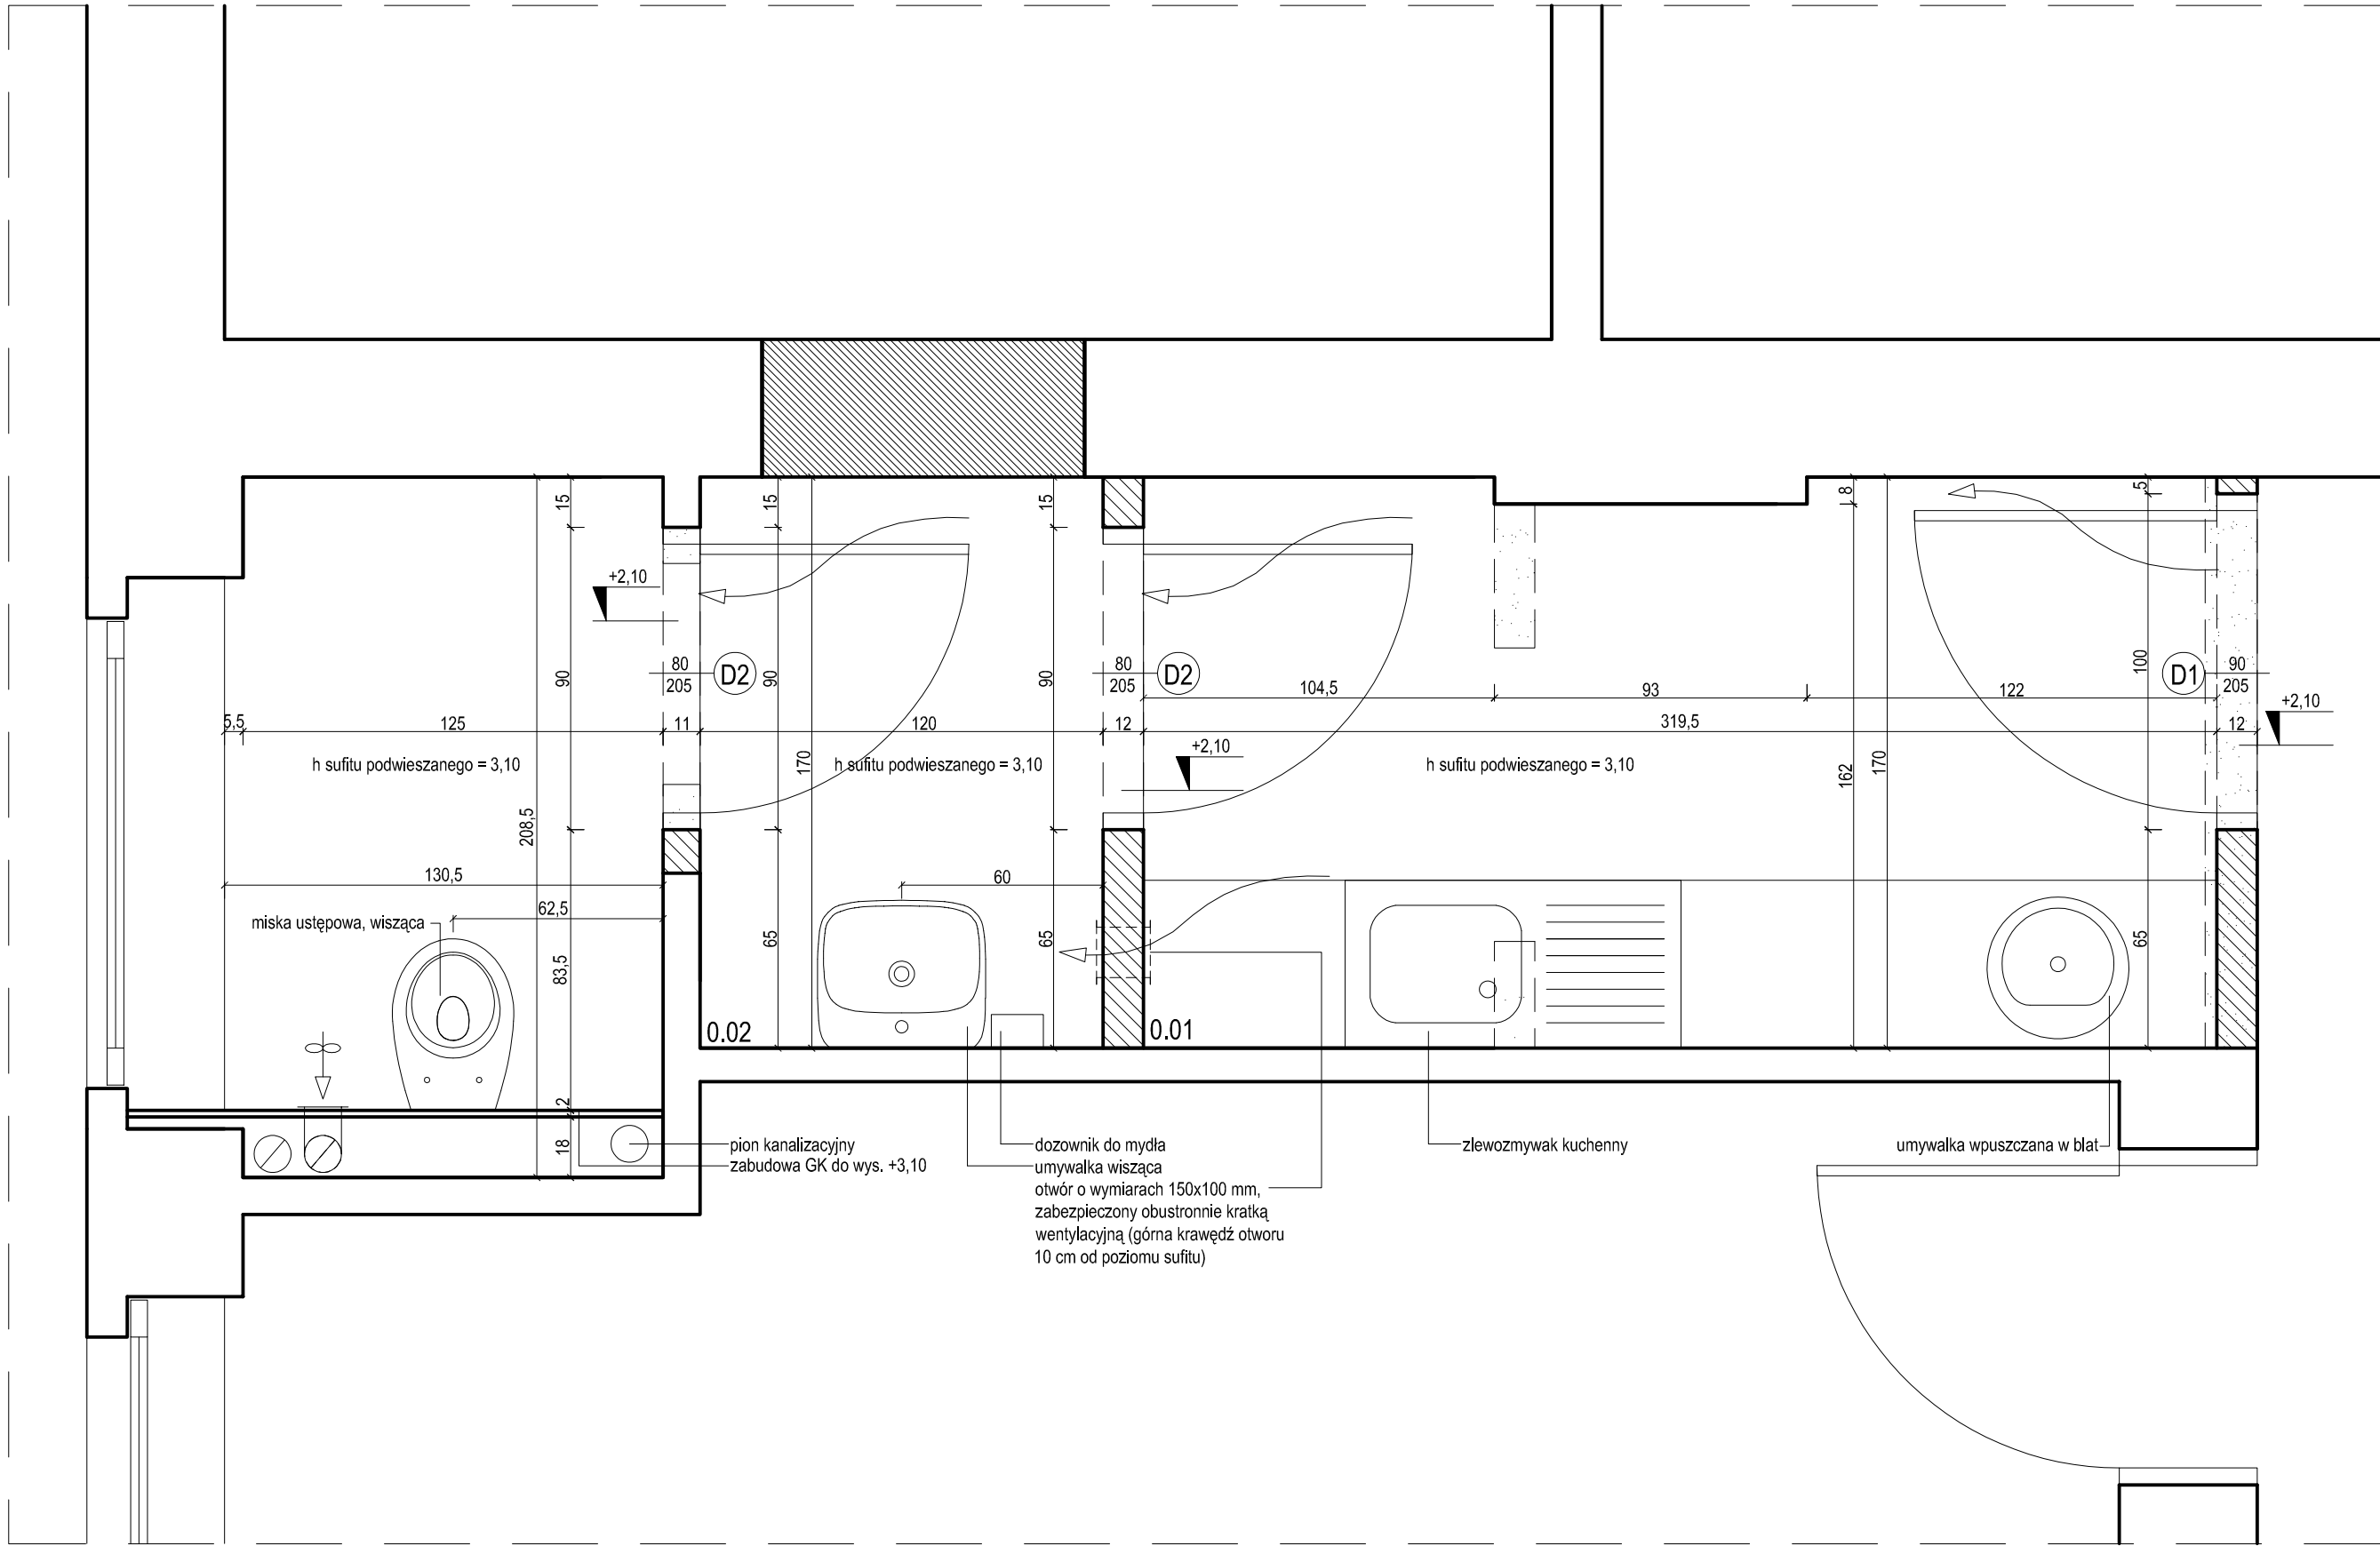 15
15
15
8
5
+2,10
80
205
D2
90
90
80
205
D2
90
104,5
93
122
100
D1
90
205
+2,10
5,5
125
11
120
12
+2,10
319,5
12
h sufitu podwieszanego = 3,10
170
h sufitu podwieszanego = 3,10
h sufitu podwieszanego = 3,10
162
170
208,5
130,5
60
62,5
miska ustępowa, wisząca
83,5
65
65
65
0.02
0.01
2
18
pion kanalizacyjny
zabudowa GK do wys. +3,10
dozownik do mydła
umywalka wisząca
otwór o wymiarach 150x100 mm,
zabezpieczony obustronnie kratką
wentylacyjną (górna krawędź otworu
10 cm od poziomu sufitu)
zlewozmywak kuchenny
umywalka wpuszczana w blat